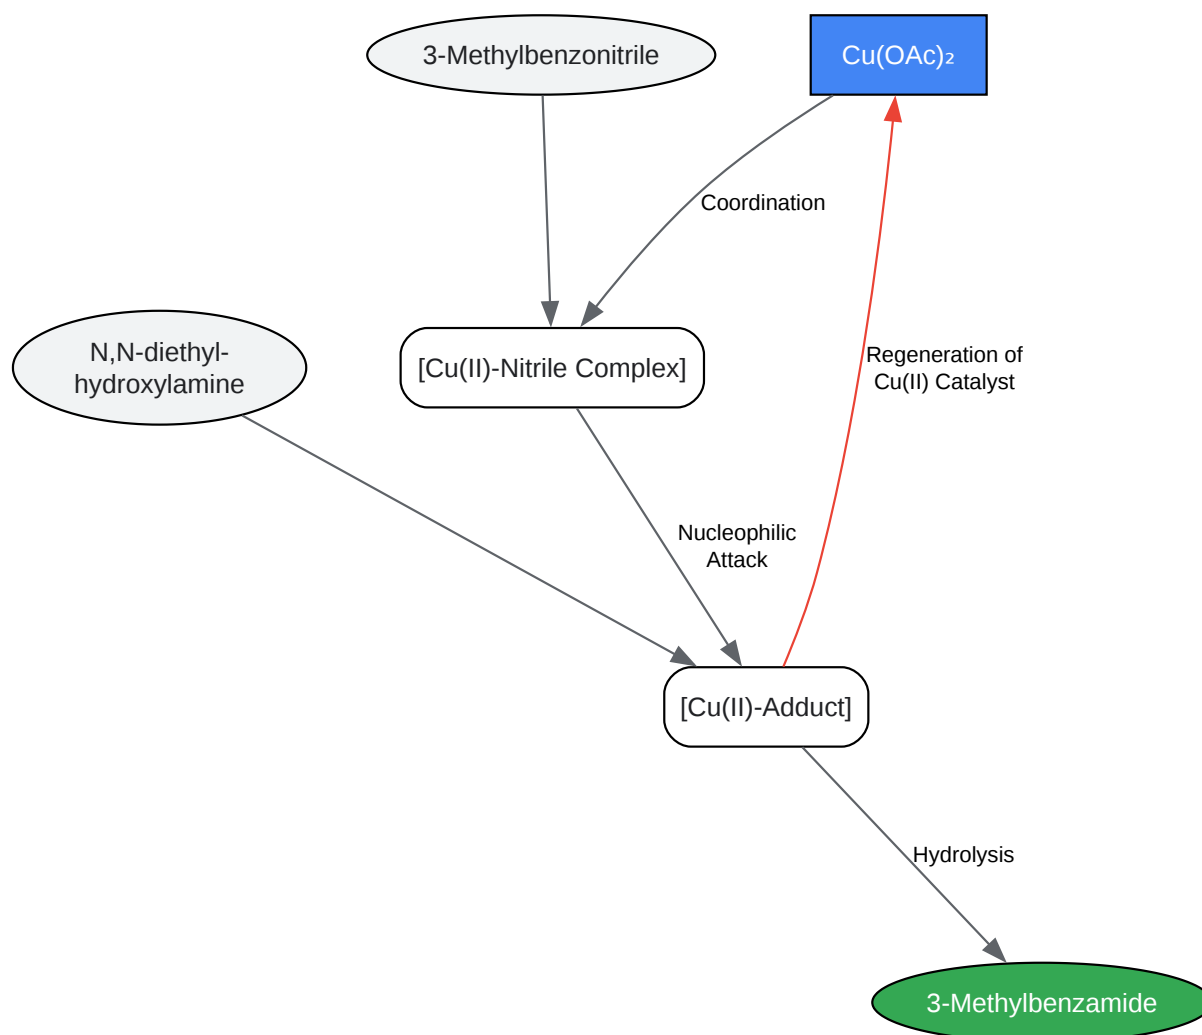 3-Methylbenzonitrile
Cu(OAc)₂
Coordination
N,N-diethyl-
hydroxylamine
[Cu(II)-Nitrile Complex]
Regeneration of
Cu(II) Catalyst
Nucleophilic
Attack
[Cu(II)-Adduct]
Hydrolysis
3-Methylbenzamide